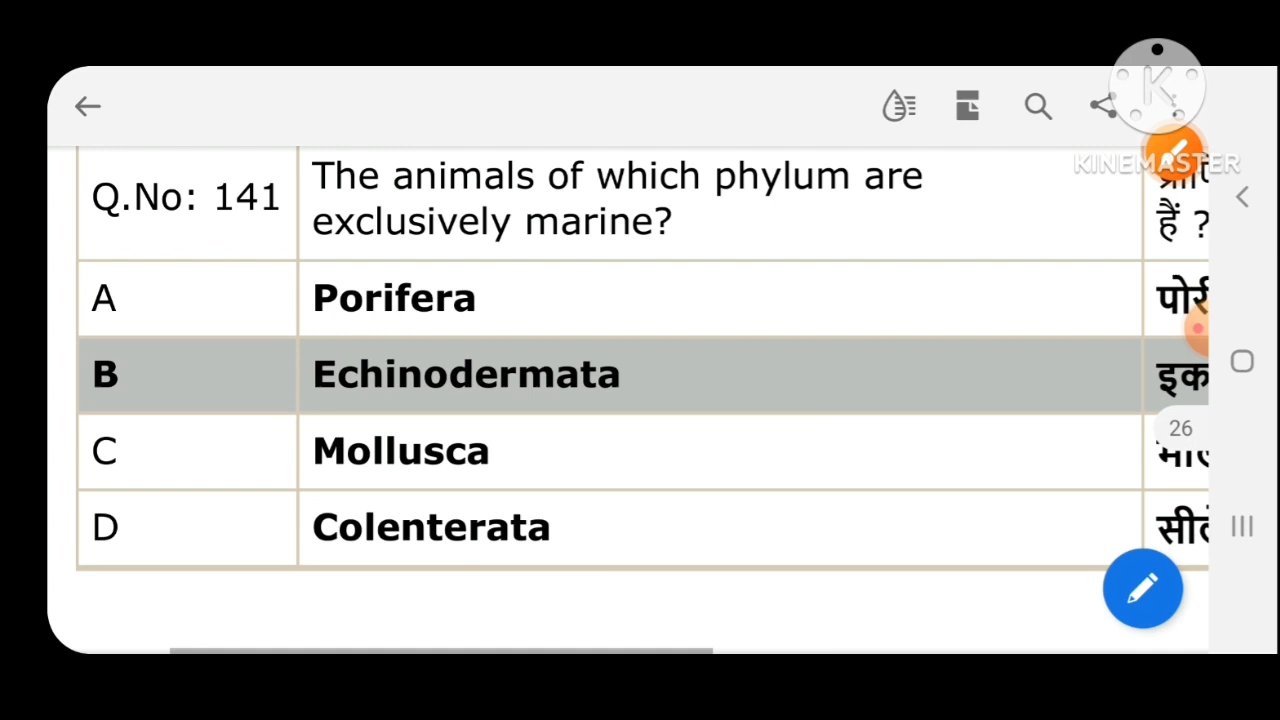 Q.No: 141
The animals of which phylum are
exclusively marine?
हैं ?
A
Porifera
B
Echinodermata
C
Mollusca
D
Colenterata
26
K
KINEMASTER